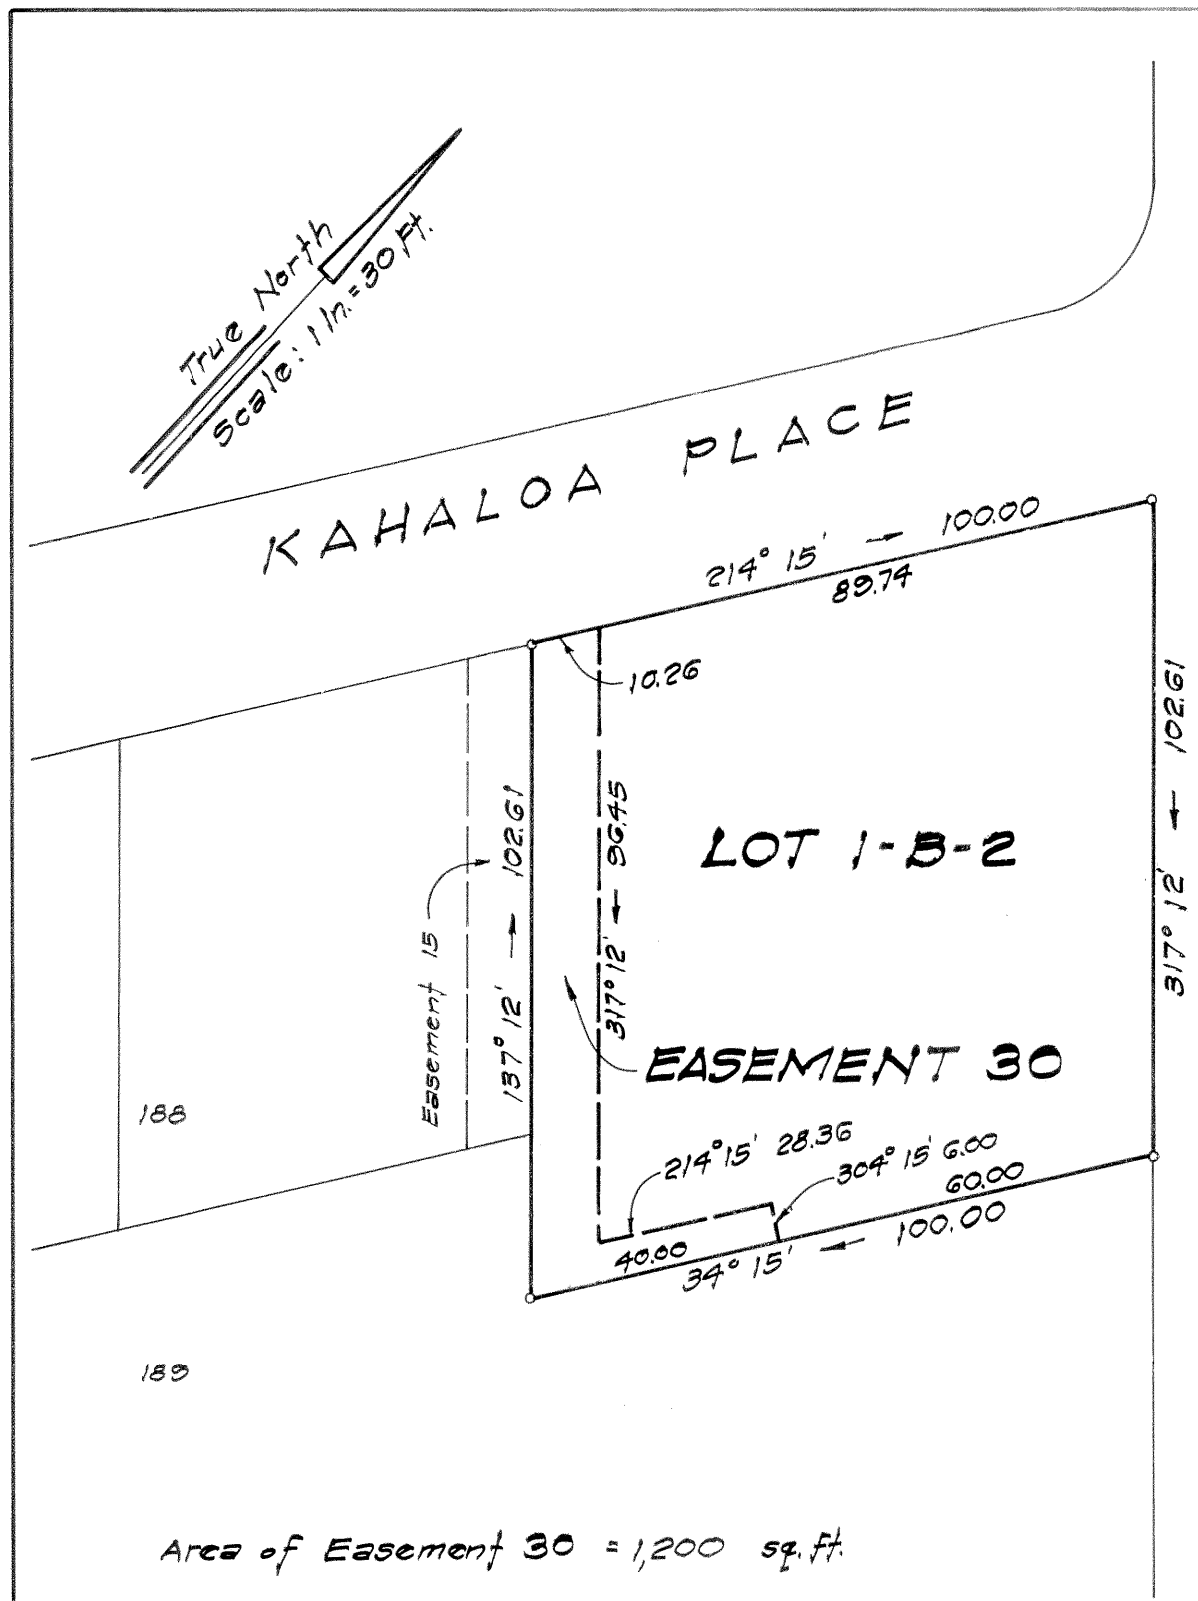 True North
Scale: 1 In.=30 Ft.
KAHALOA PLACE
214° 15' → 100.00
89.74
10.26
317° 12' ← 102.61
137° 12' → 102.61
317° 12' ← 96.45
Easement 15
LOT 1-B-2
EASEMENT 30
188
214° 15' 28.36
304° 15' 6.00
60.00
40.00
34° 15' ← 100.00
189
Area of Easement 30 = 1,200 sq. ft.